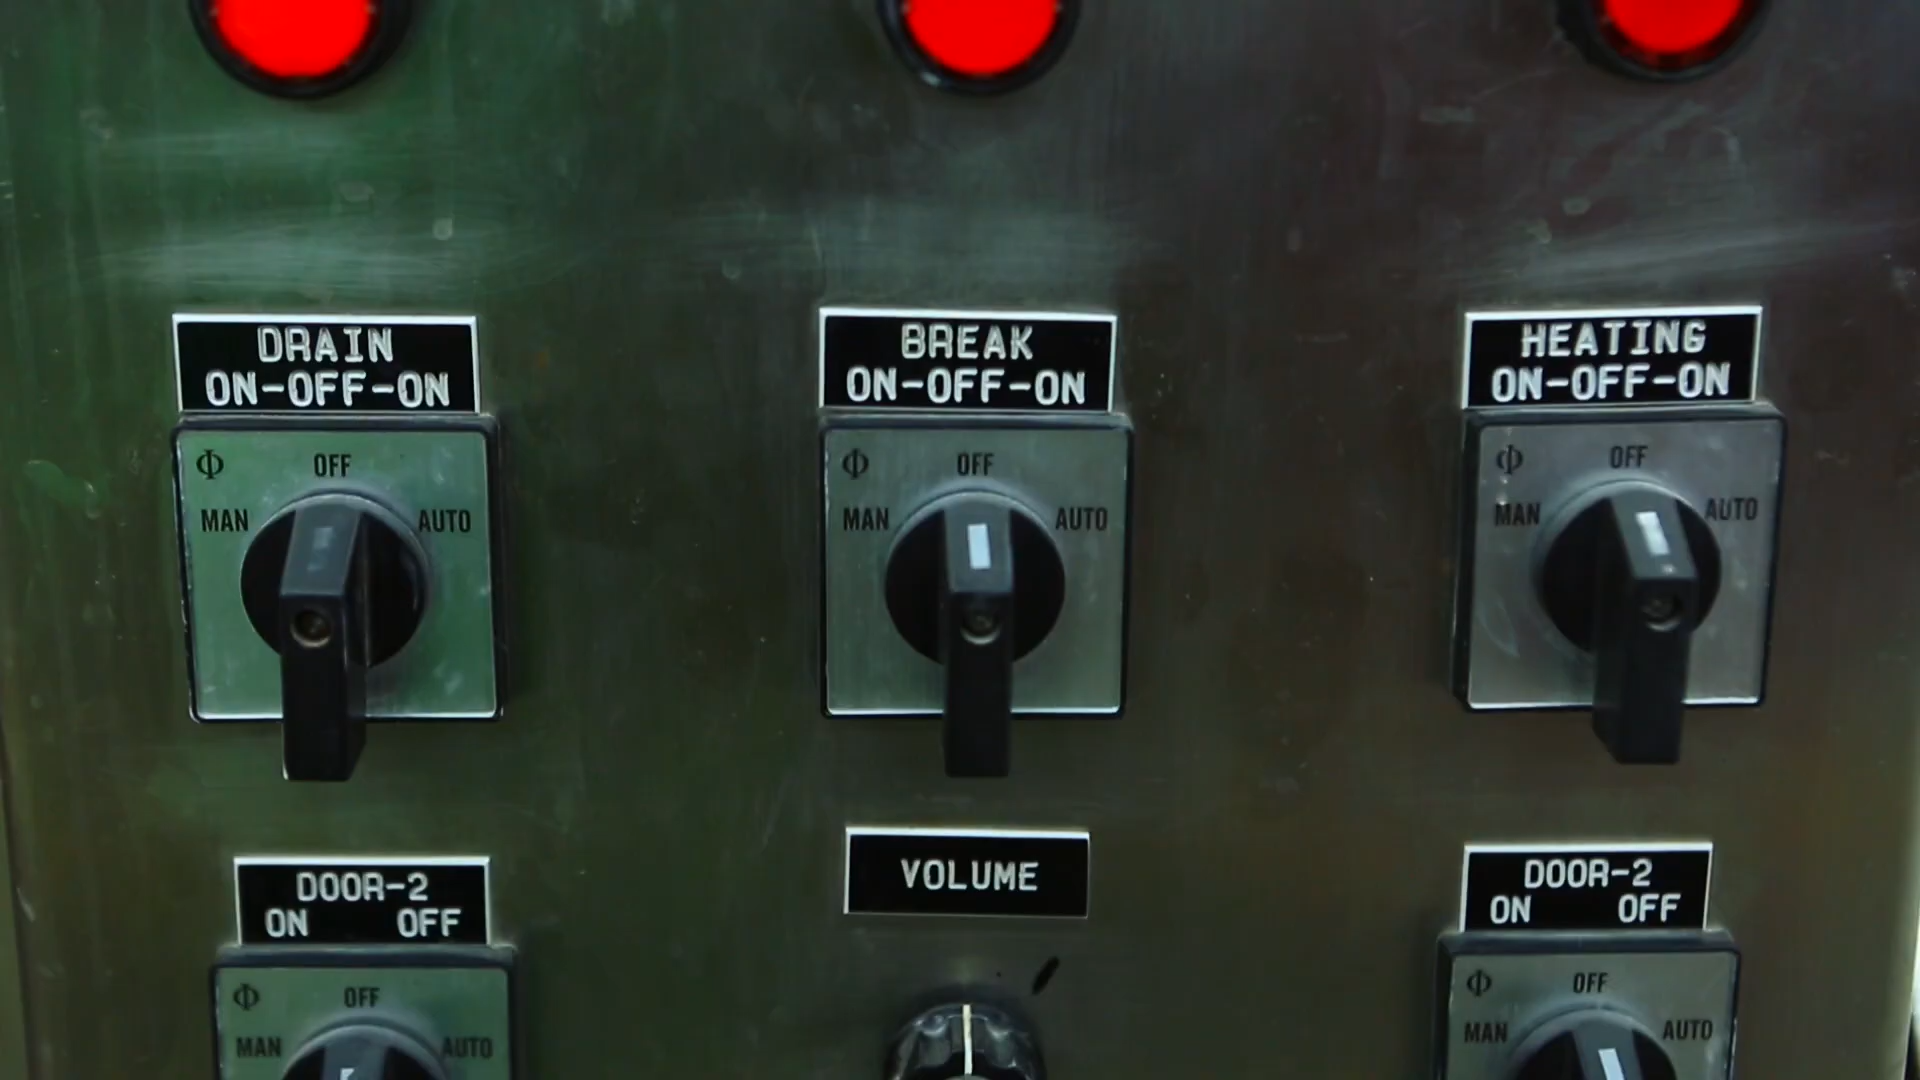 DRAIN
ON-OFF-ON
BREAK
ON-OFF-ON
HEATING
ON-OFF-ON
Φ
OFF
MAN
AUTO
Φ
OFF
MAN
AUTO
Φ
OFF
MAN
AUTO
DOOR-2
ON OFF
VOLUME
DOOR-2
ON OFF
Φ
OFF
MAN
AUTO
Φ
OFF
MAN
AUTO